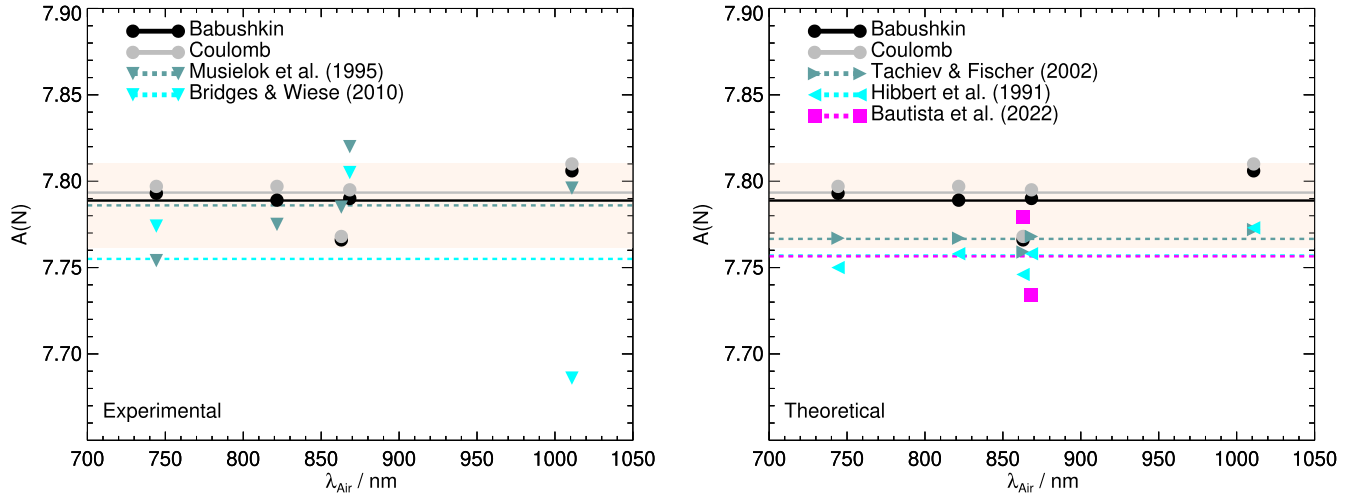 7.90
7.85
7.80
7.75
7.70
A(N)
Babushkin
Coulomb
Musielok et al. (1995)
Bridges & Wiese (2010)
Experimental
700 750 800 850 900 950 1000 1050
λAir / nm
7.90
7.85
7.80
7.75
7.70
A(N)
Babushkin
Coulomb
Tachiev & Fischer (2002)
Hibbert et al. (1991)
Bautista et al. (2022)
Theoretical
700 750 800 850 900 950 1000 1050
λAir / nm